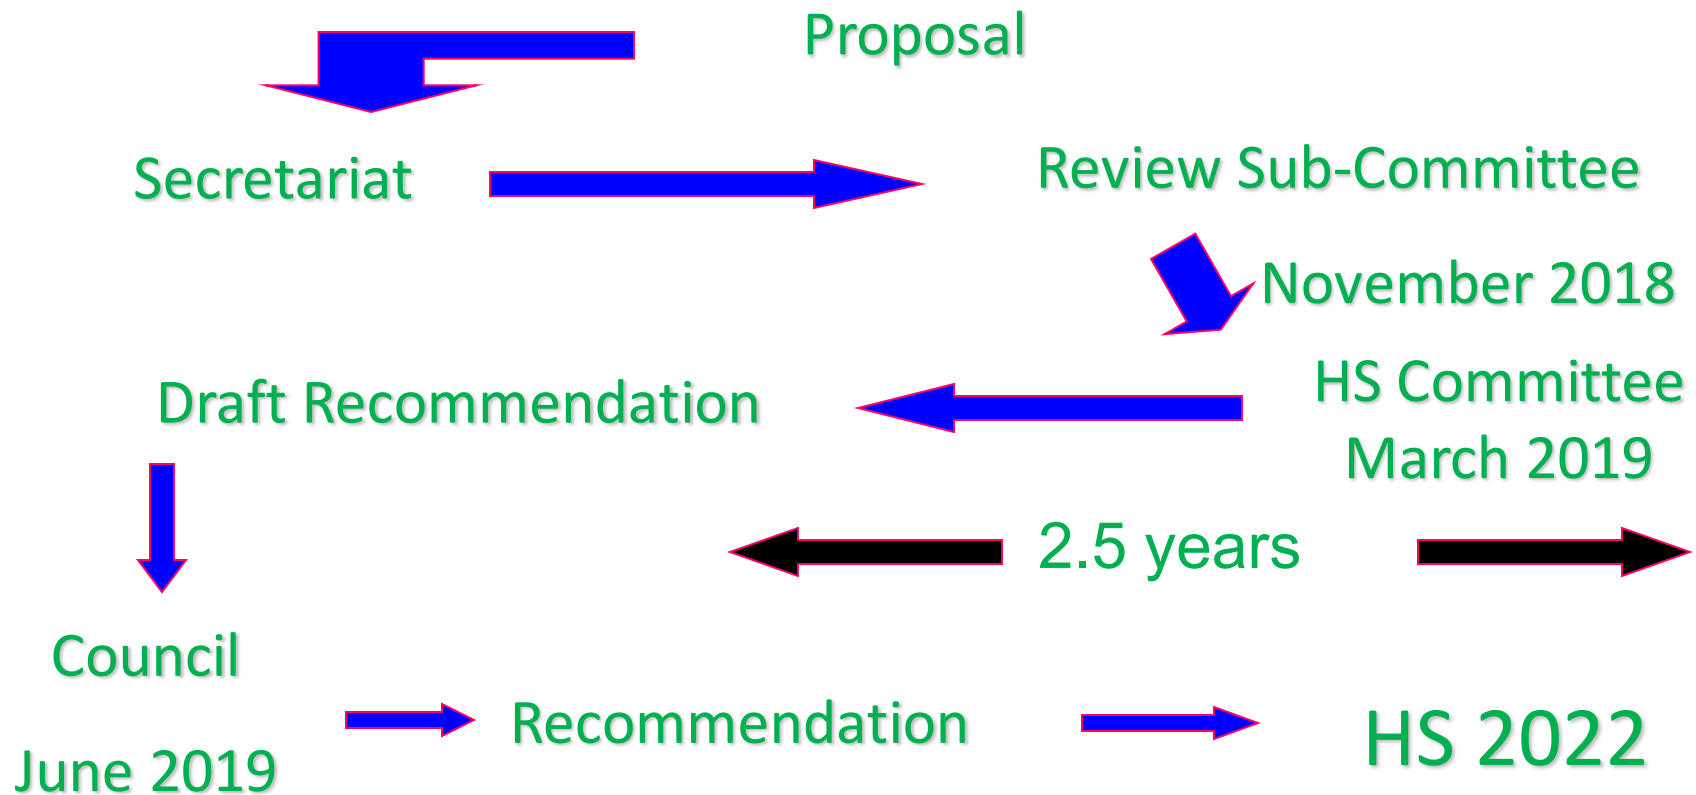 Proposal
Secretariat
Review Sub-Committee
November 2018
HS Committee
March 2019
Draft Recommendation
2.5 years
Council
June 2019
Recommendation
HS 2022